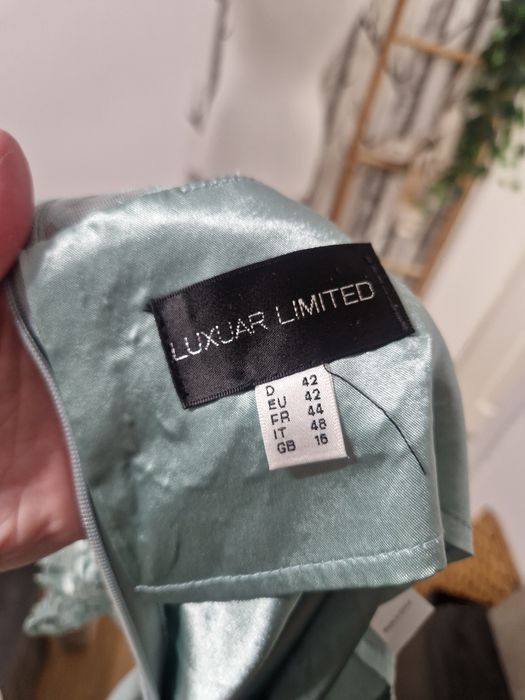 LUXUAR LIMITED
D 42
EU 42
FR 44
IT 48
GB 16